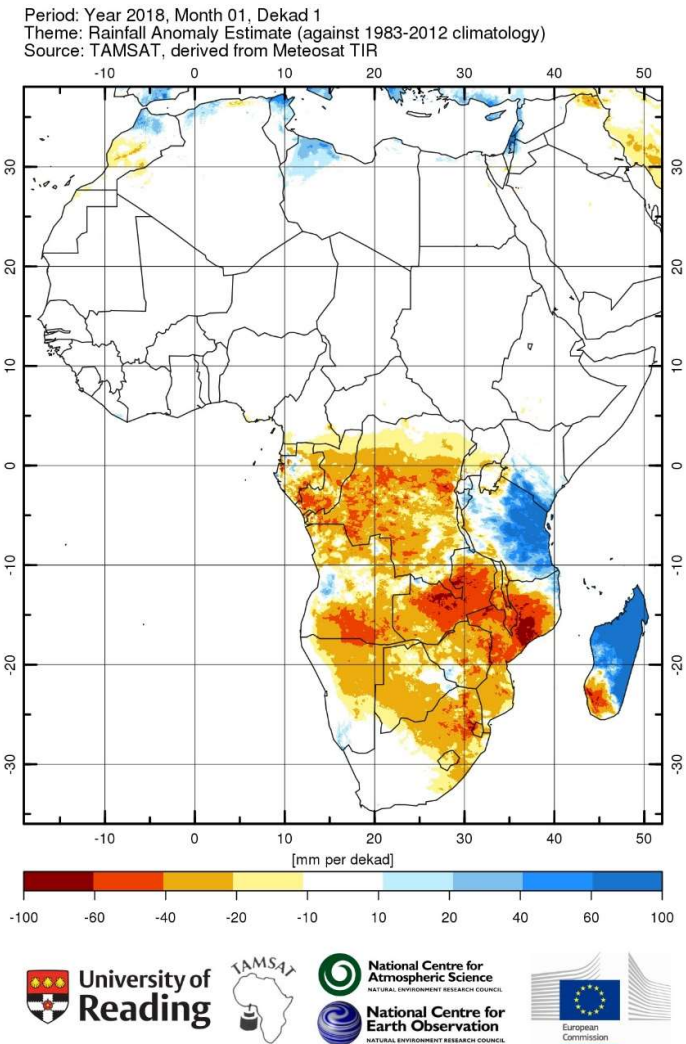 Period: Year 2018, Month 01, Dekad 1
Theme: Rainfall Anomaly Estimate (against 1983-2012 climatology)
Source: TAMSAT, derived from Meteosat TIR
-10 0 10 20 30 40 50
30 30
20 20
10 10
0 0
-10 -10
-20 -20
-30 -30
-10 0 10 20 30 40 50
[mm per dekad]
-100 -60 -40 -20 -10 10 20 40 60 100
University of
Reading
TAMSAT
National Centre for
Atmospheric Science
NATURAL ENVIRONMENT RESEARCH COUNCIL
National Centre for
Earth Observation
NATURAL ENVIRONMENT RESEARCH COUNCIL
European
Commission